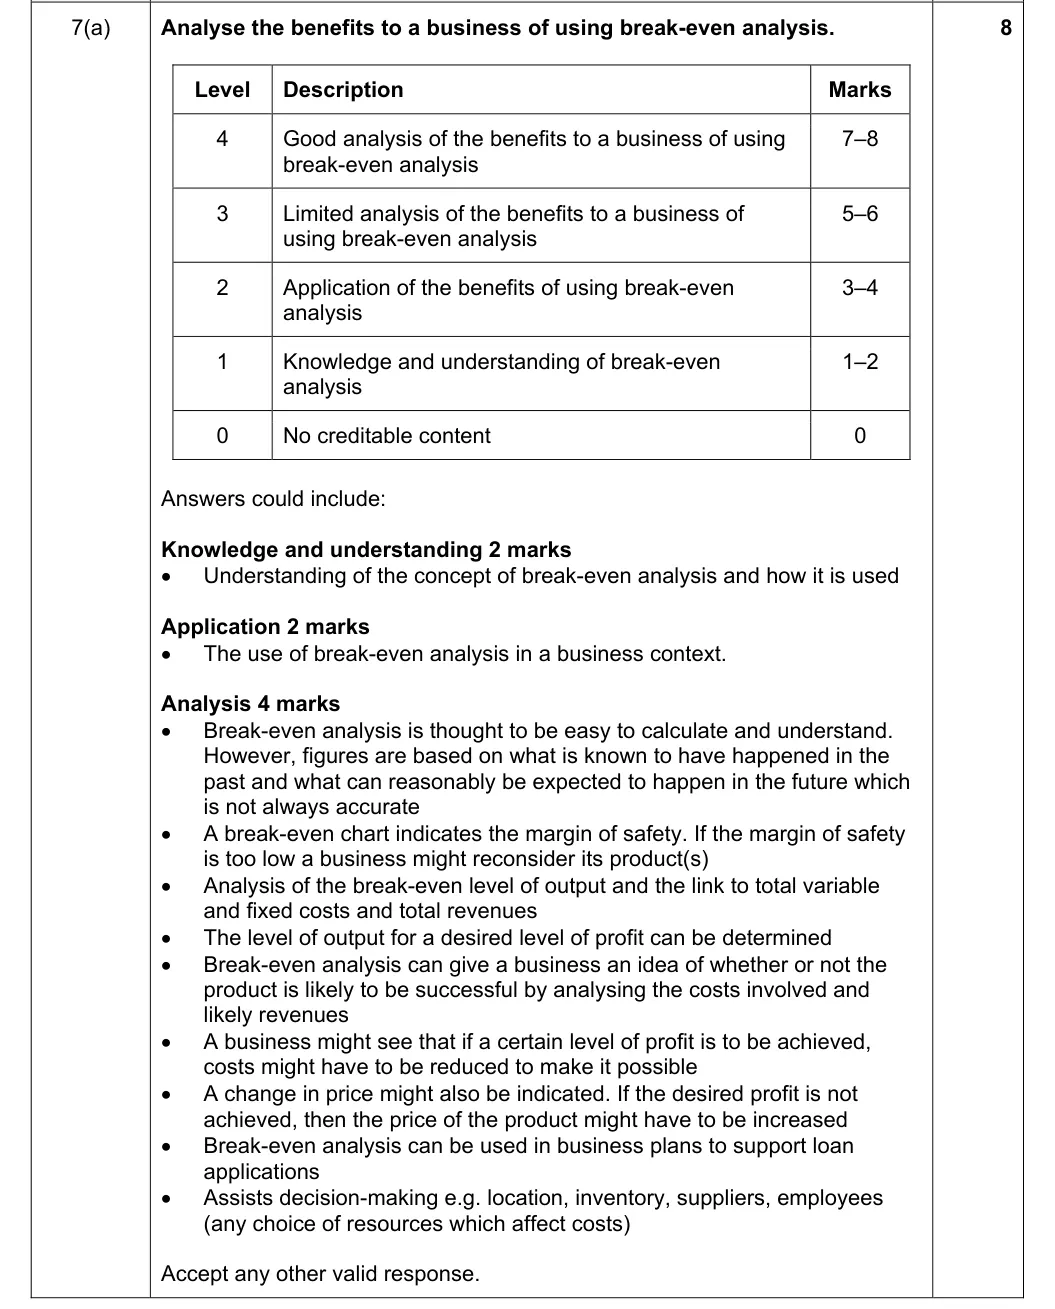 7(a) Analyse the benefits to a business of using break-even analysis. 8
Level Description Marks
4 Good analysis of the benefits to a business of using 7–8
break-even analysis
3 Limited analysis of the benefits to a business of 5–6
using break-even analysis
2 Application of the benefits of using break-even 3–4
analysis
1 Knowledge and understanding of break-even 1–2
analysis
0 No creditable content 0
Answers could include:
Knowledge and understanding 2 marks
• Understanding of the concept of break-even analysis and how it is used
Application 2 marks
• The use of break-even analysis in a business context.
Analysis 4 marks
• Break-even analysis is thought to be easy to calculate and understand.
However, figures are based on what is known to have happened in the
past and what can reasonably be expected to happen in the future which
is not always accurate
• A break-even chart indicates the margin of safety. If the margin of safety
is too low a business might reconsider its product(s)
• Analysis of the break-even level of output and the link to total variable
and fixed costs and total revenues
• The level of output for a desired level of profit can be determined
• Break-even analysis can give a business an idea of whether or not the
product is likely to be successful by analysing the costs involved and
likely revenues
• A business might see that if a certain level of profit is to be achieved,
costs might have to be reduced to make it possible
• A change in price might also be indicated. If the desired profit is not
achieved, then the price of the product might have to be increased
• Break-even analysis can be used in business plans to support loan
applications
• Assists decision-making e.g. location, inventory, suppliers, employees
(any choice of resources which affect costs)
Accept any other valid response.